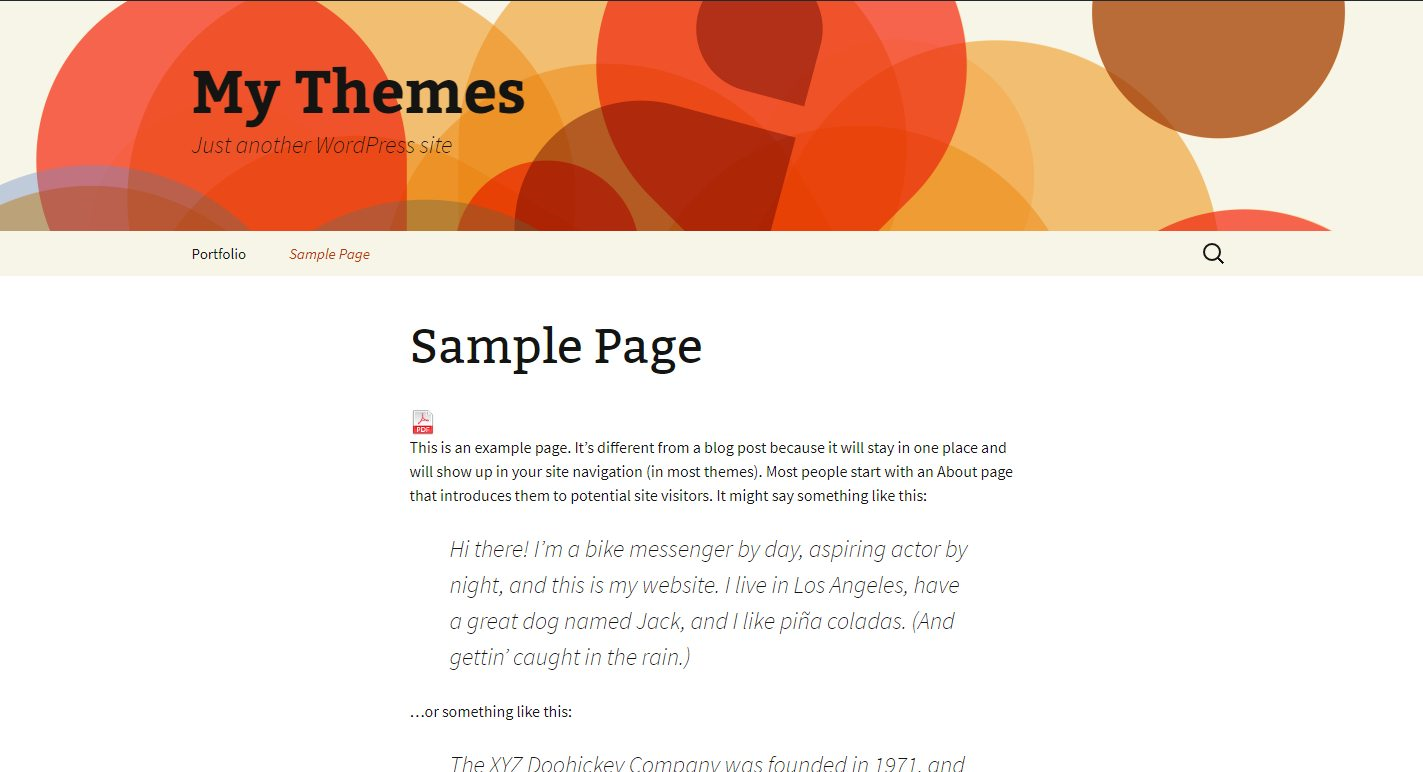 My Themes
Just another WordPress site
Portfolio
Sample Page
Sample Page
PDF
This is an example page. It’s different from a blog post because it will stay in one place and
will show up in your site navigation (in most themes). Most people start with an About page
that introduces them to potential site visitors. It might say something like this:
Hi there! I’m a bike messenger by day, aspiring actor by
night, and this is my website. I live in Los Angeles, have
a great dog named Jack, and I like piña coladas. (And
gettin’ caught in the rain.)
…or something like this:
The XYZ Doohickey Company was founded in 1971, and